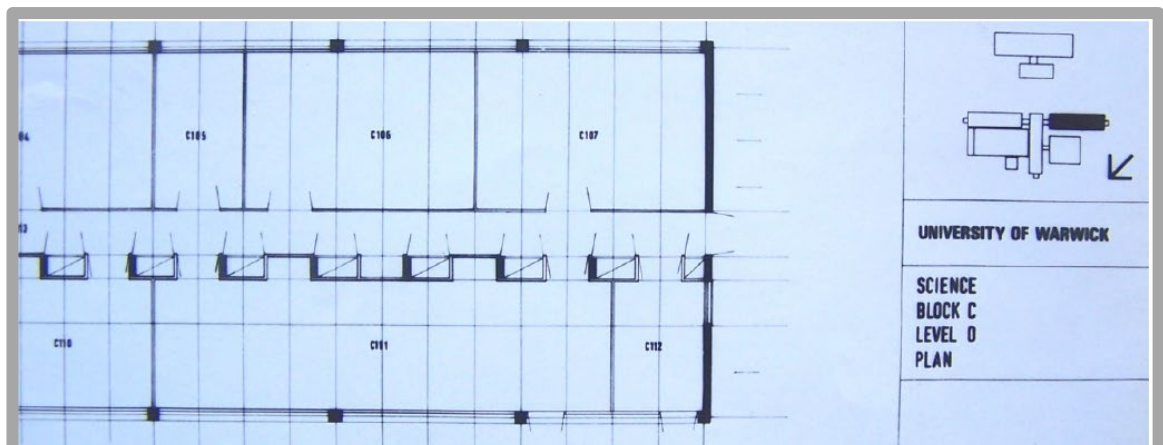 C105
C106
C107
C110
C111
C112
UNIVERSITY OF WARWICK
SCIENCE
BLOCK C
LEVEL 0
PLAN